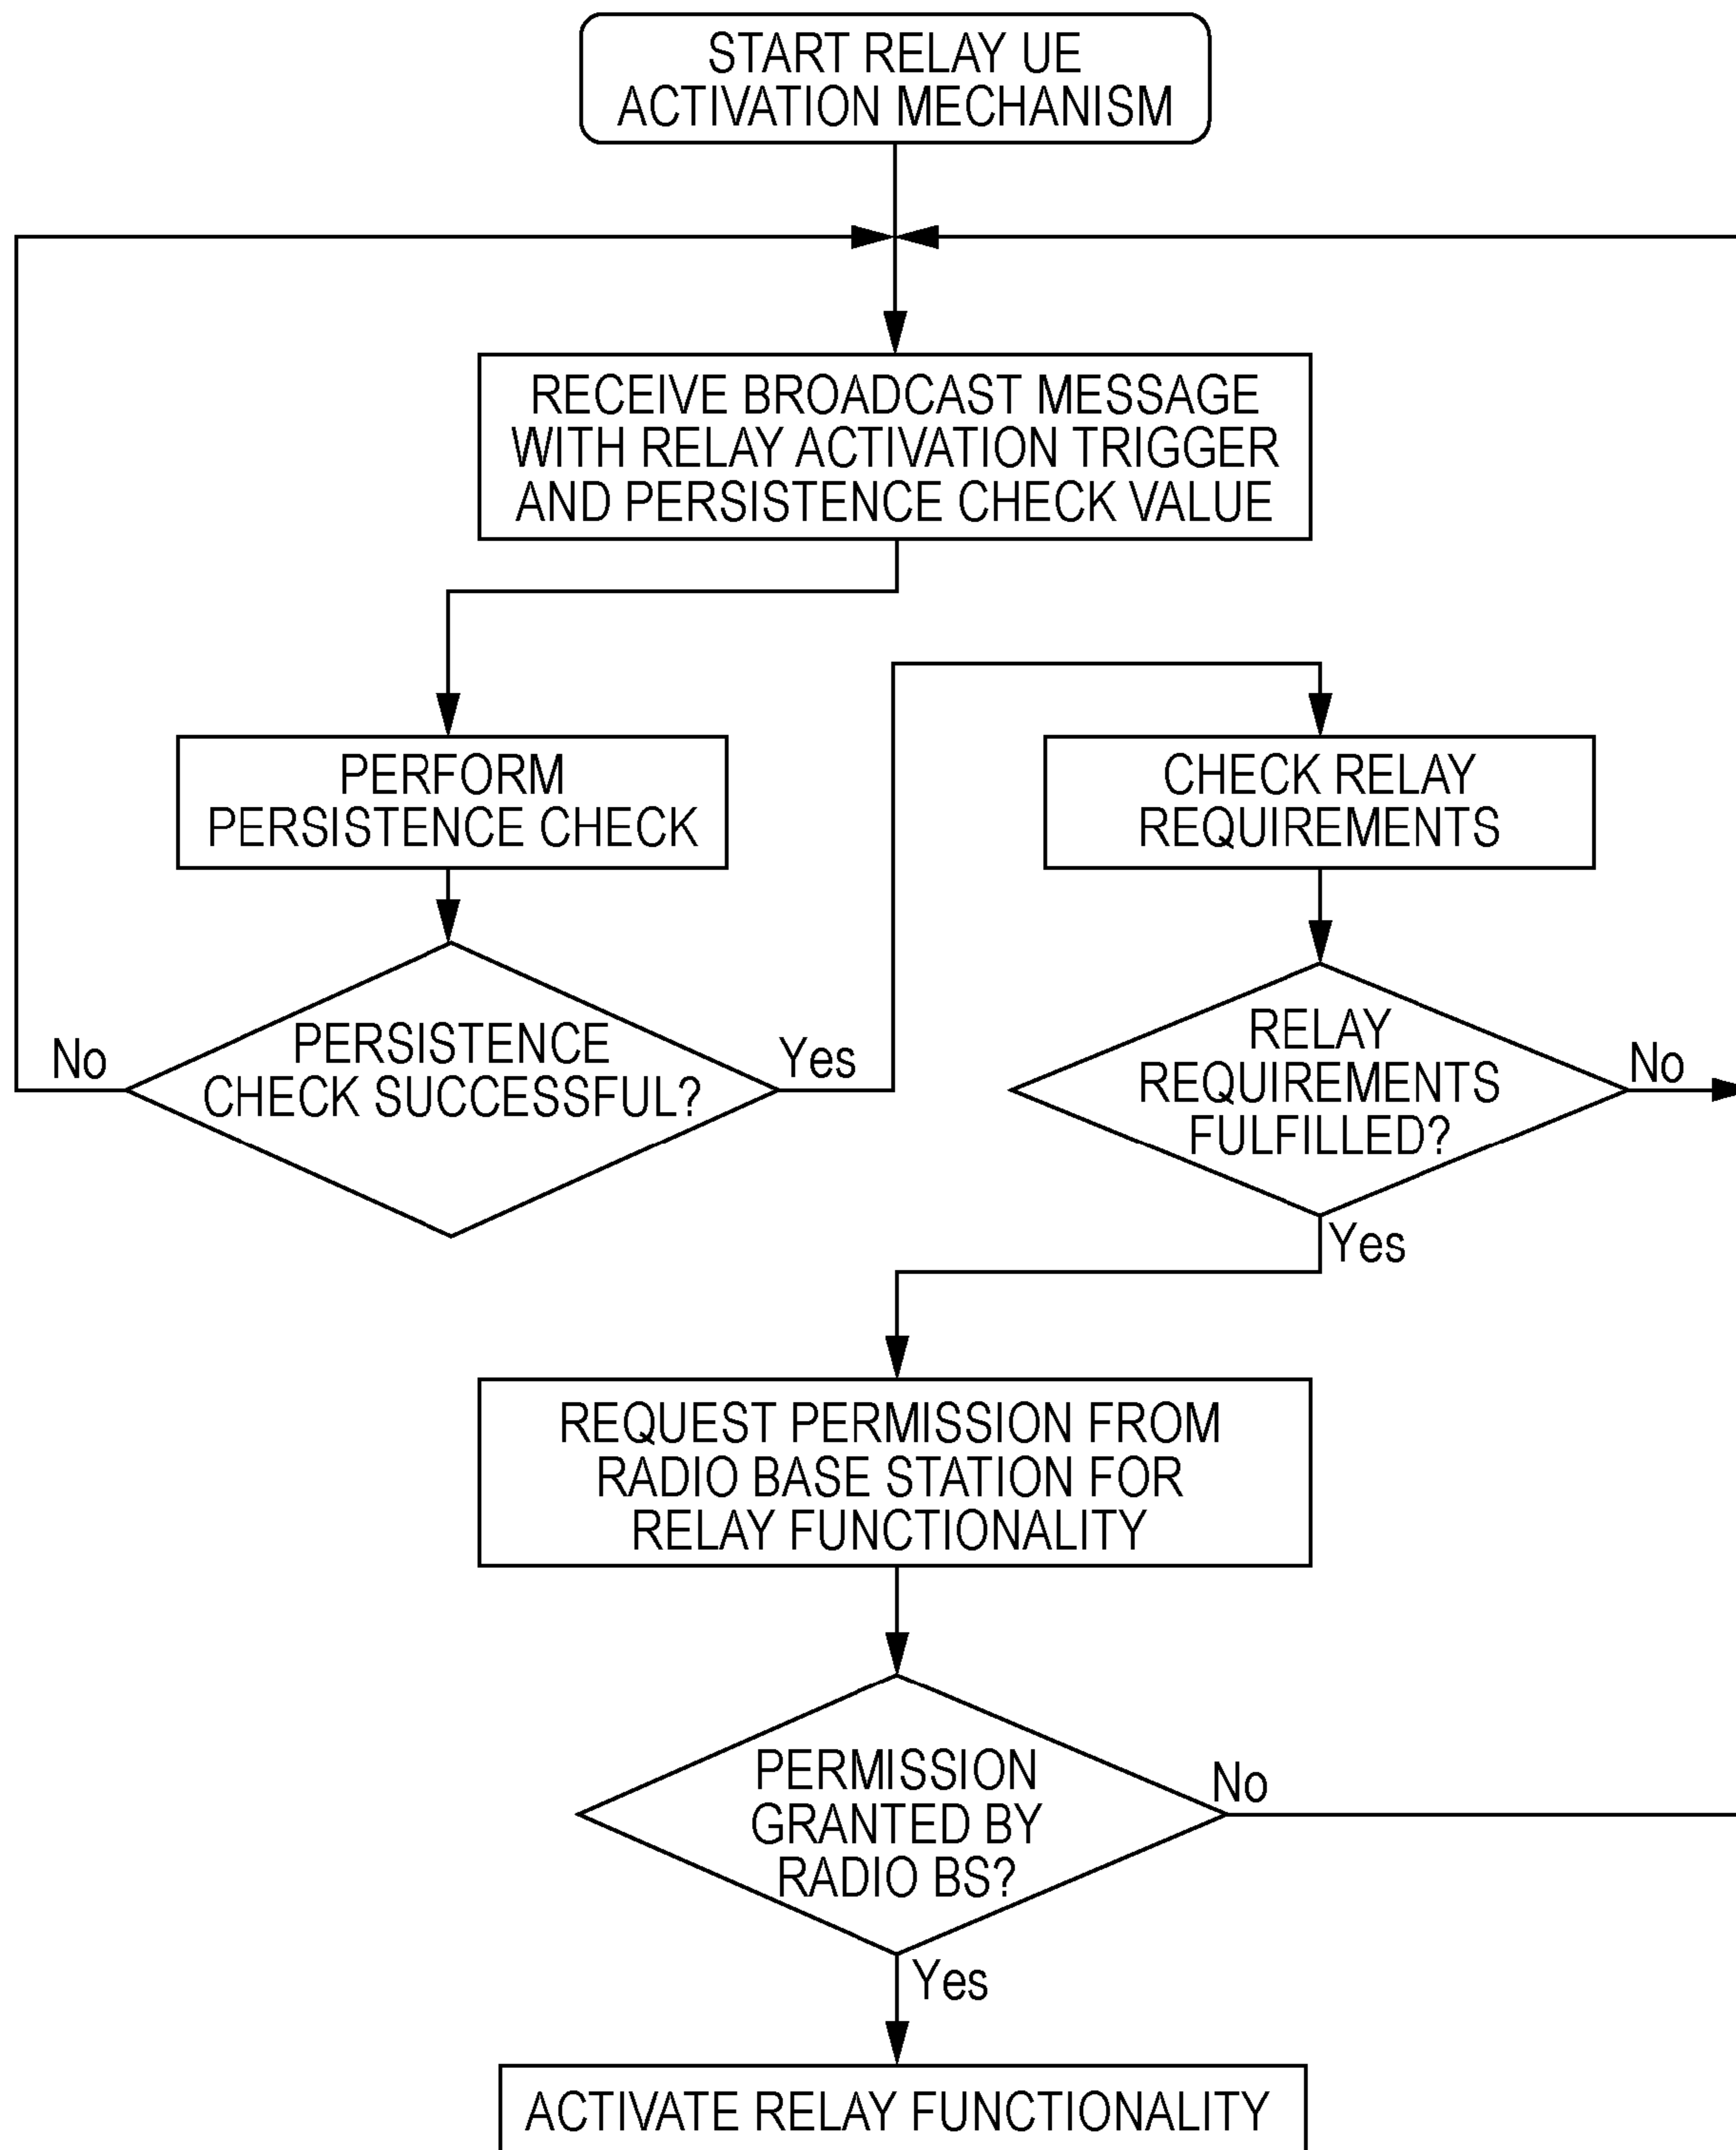 START RELAY UE
ACTIVATION MECHANISM
RECEIVE BROADCAST MESSAGE
WITH RELAY ACTIVATION TRIGGER
AND PERSISTENCE CHECK VALUE
PERFORM
PERSISTENCE CHECK
CHECK RELAY
REQUIREMENTS
No
PERSISTENCE
CHECK SUCCESSFUL?
Yes
RELAY
REQUIREMENTS
FULFILLED?
No
Yes
REQUEST PERMISSION FROM
RADIO BASE STATION FOR
RELAY FUNCTIONALITY
PERMISSION
GRANTED BY
RADIO BS?
No
Yes
ACTIVATE RELAY FUNCTIONALITY